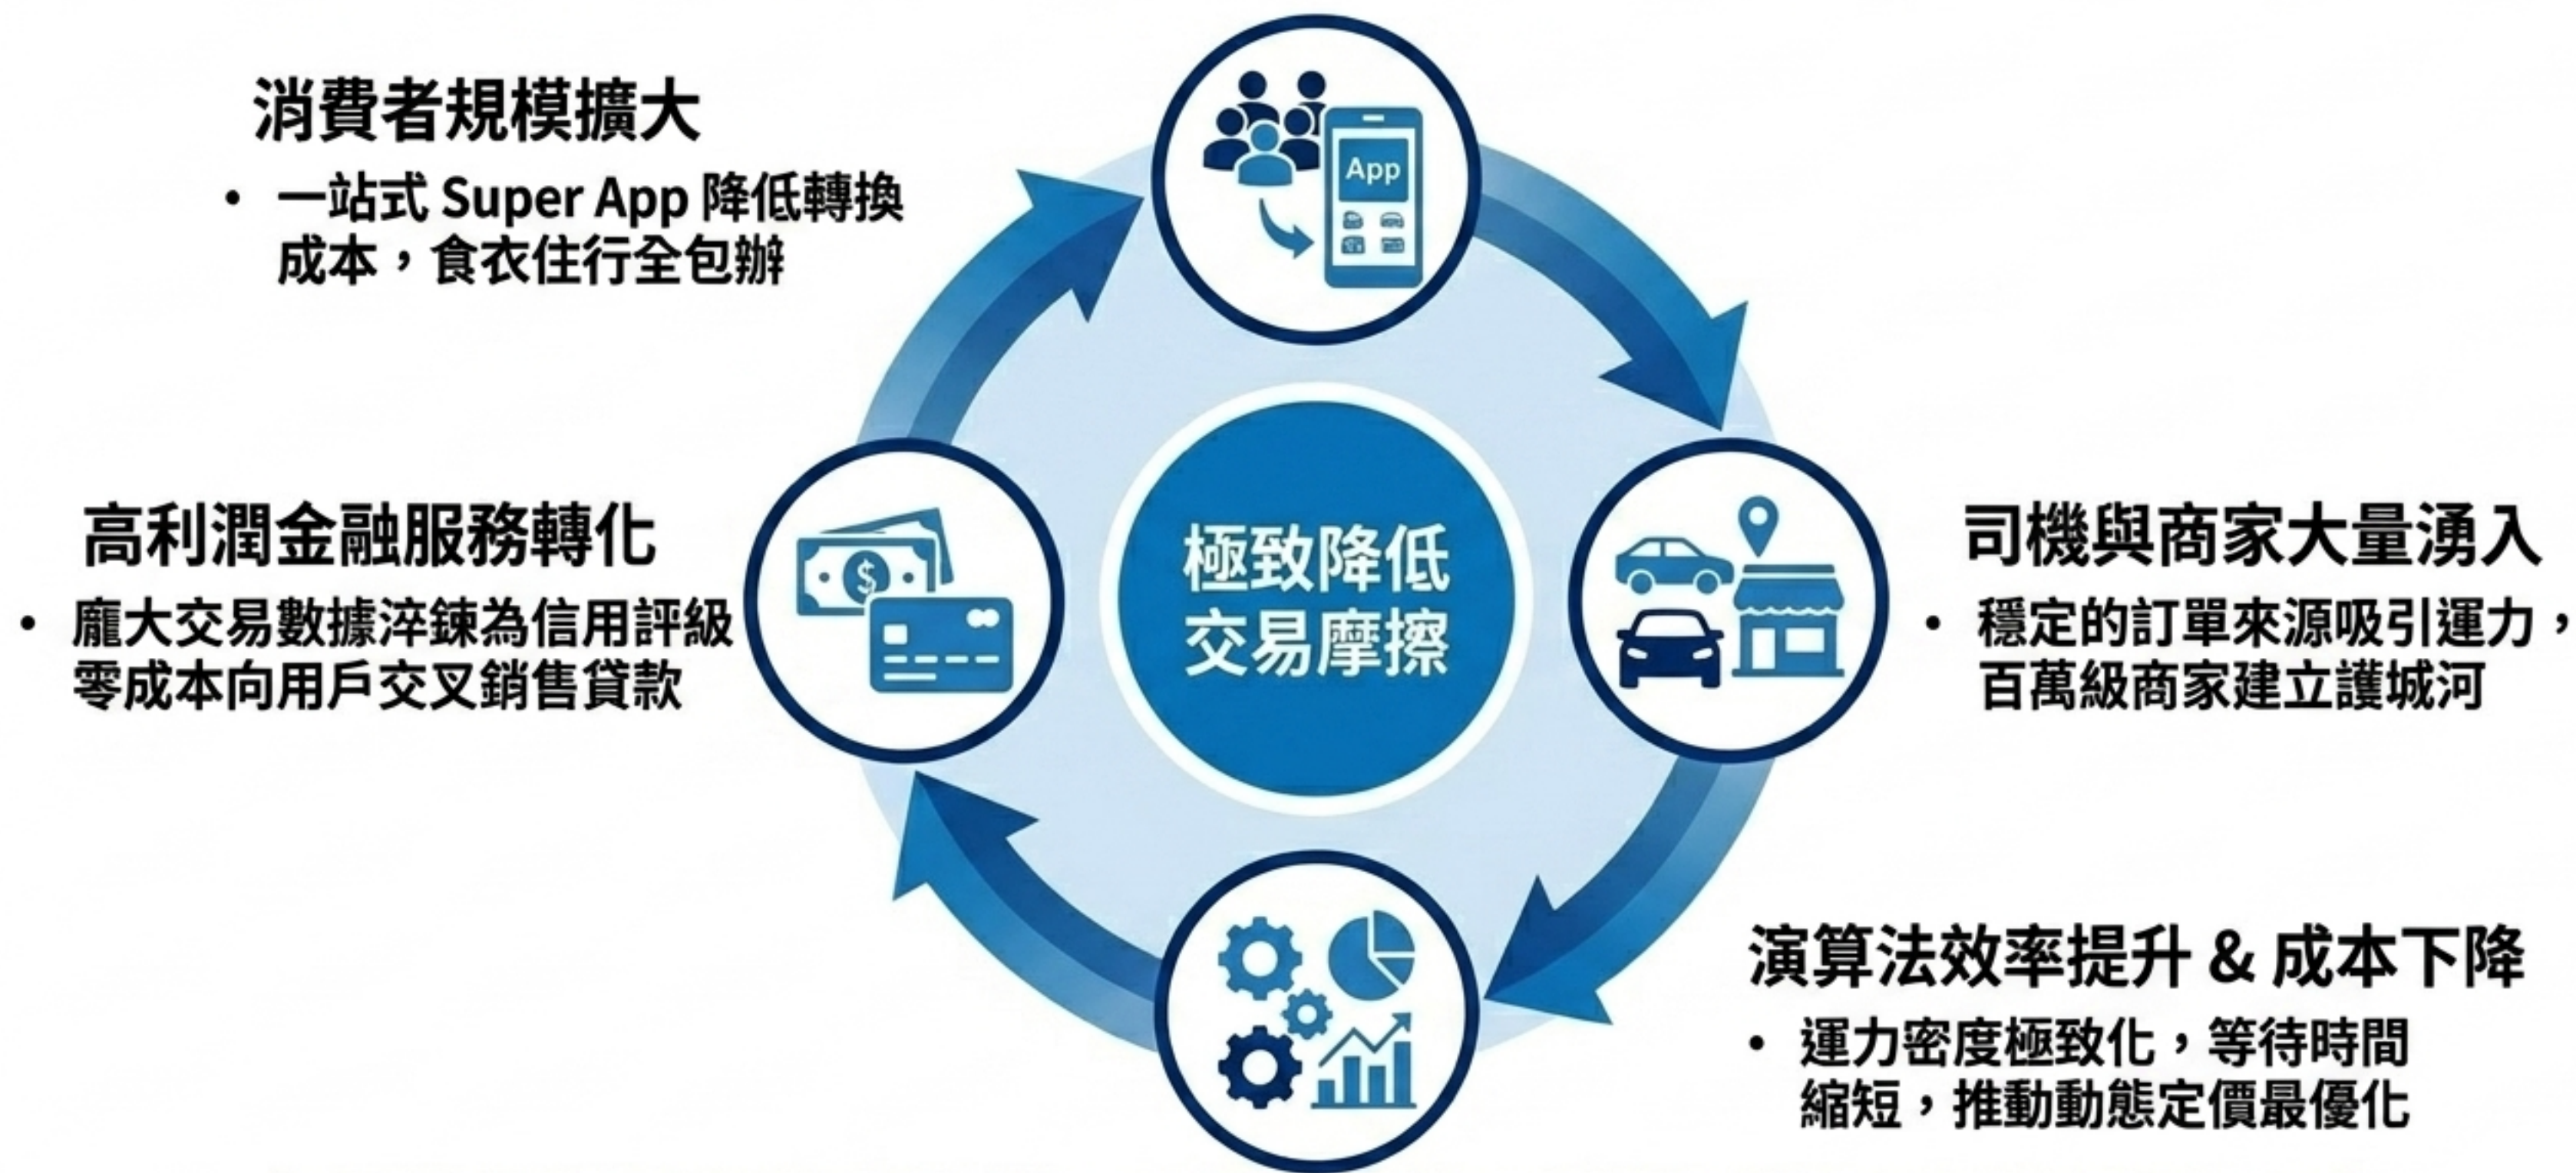 消費者規模擴大
• 一站式 Super App 降低轉換
成本，食衣住行全包辦
App
高利潤金融服務轉化
• 龐大交易數據淬鍊為信用評級
零成本向用戶交叉銷售貸款
$
極致降低
交易摩擦
司機與商家大量湧入
• 穩定的訂單來源吸引運力，
百萬級商家建立護城河
演算法效率提升 & 成本下降
• 運力密度極致化，等待時間
縮短，推動動態定價最優化